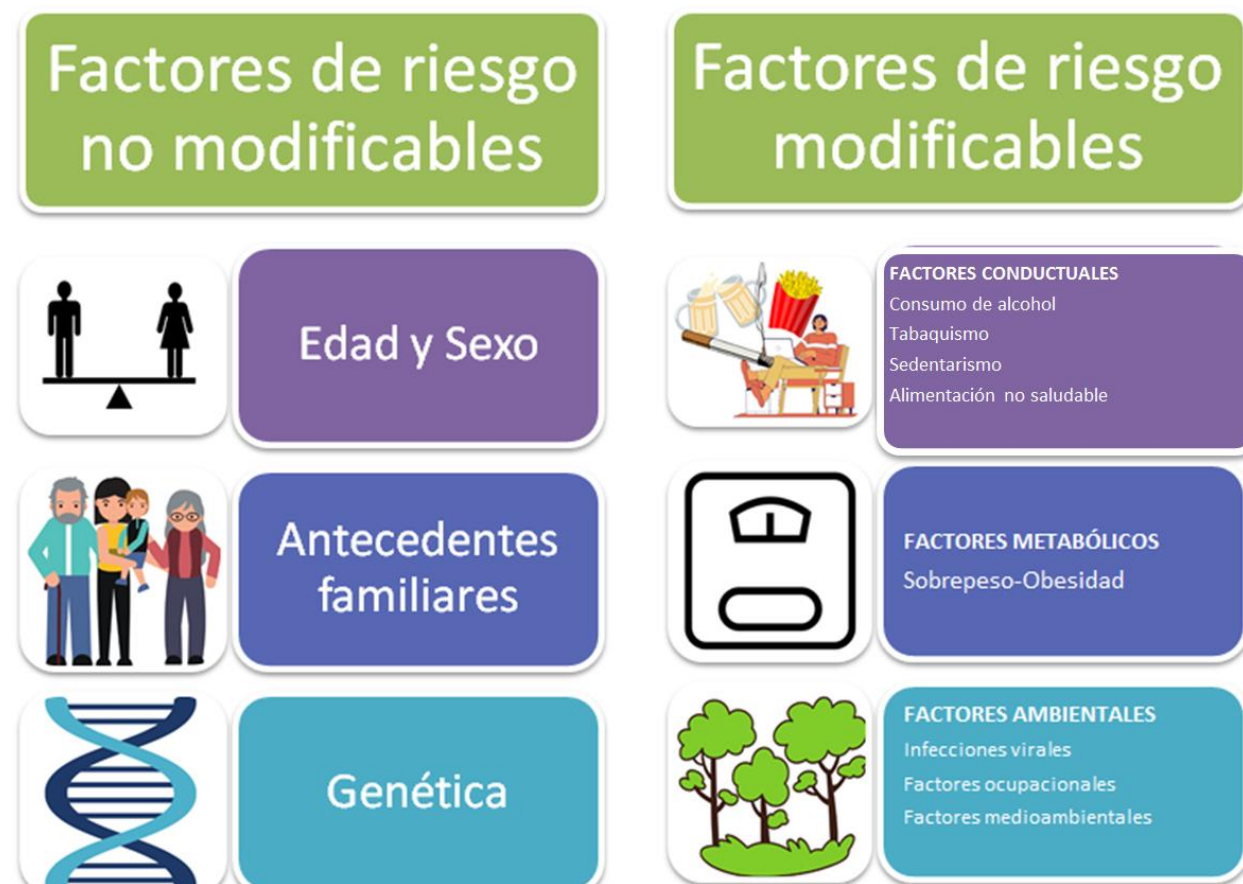 Factores de riesgo
no modificables
Edad y Sexo
Antecedentes
familiares
Genética
Factores de riesgo
modificables
FACTORES CONDUCTUALES
Consumo de alcohol
Tabaquismo
Sedentarismo
Alimentación no saludable
FACTORES METABÓLICOS
Sobrepeso-Obesidad
FACTORES AMBIENTALES
Infecciones virales
Factores ocupacionales
Factores medioambientales